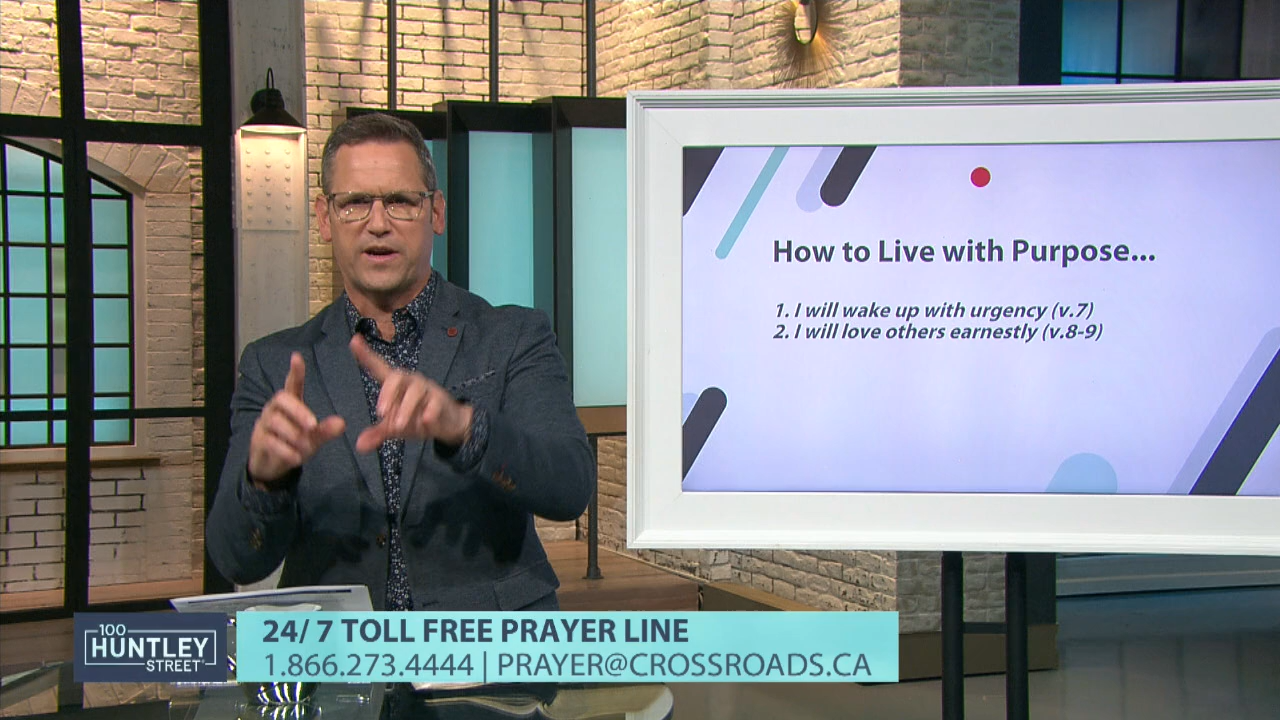 How to Live with Purpose...
1. I will wake up with urgency (v.7)
2. I will love others earnestly (v.8-9)
100
HUNTLEY
STREET
24/ 7 TOLL FREE PRAYER LINE
1.866.273.4444 | PRAYER@CROSSROADS.CA